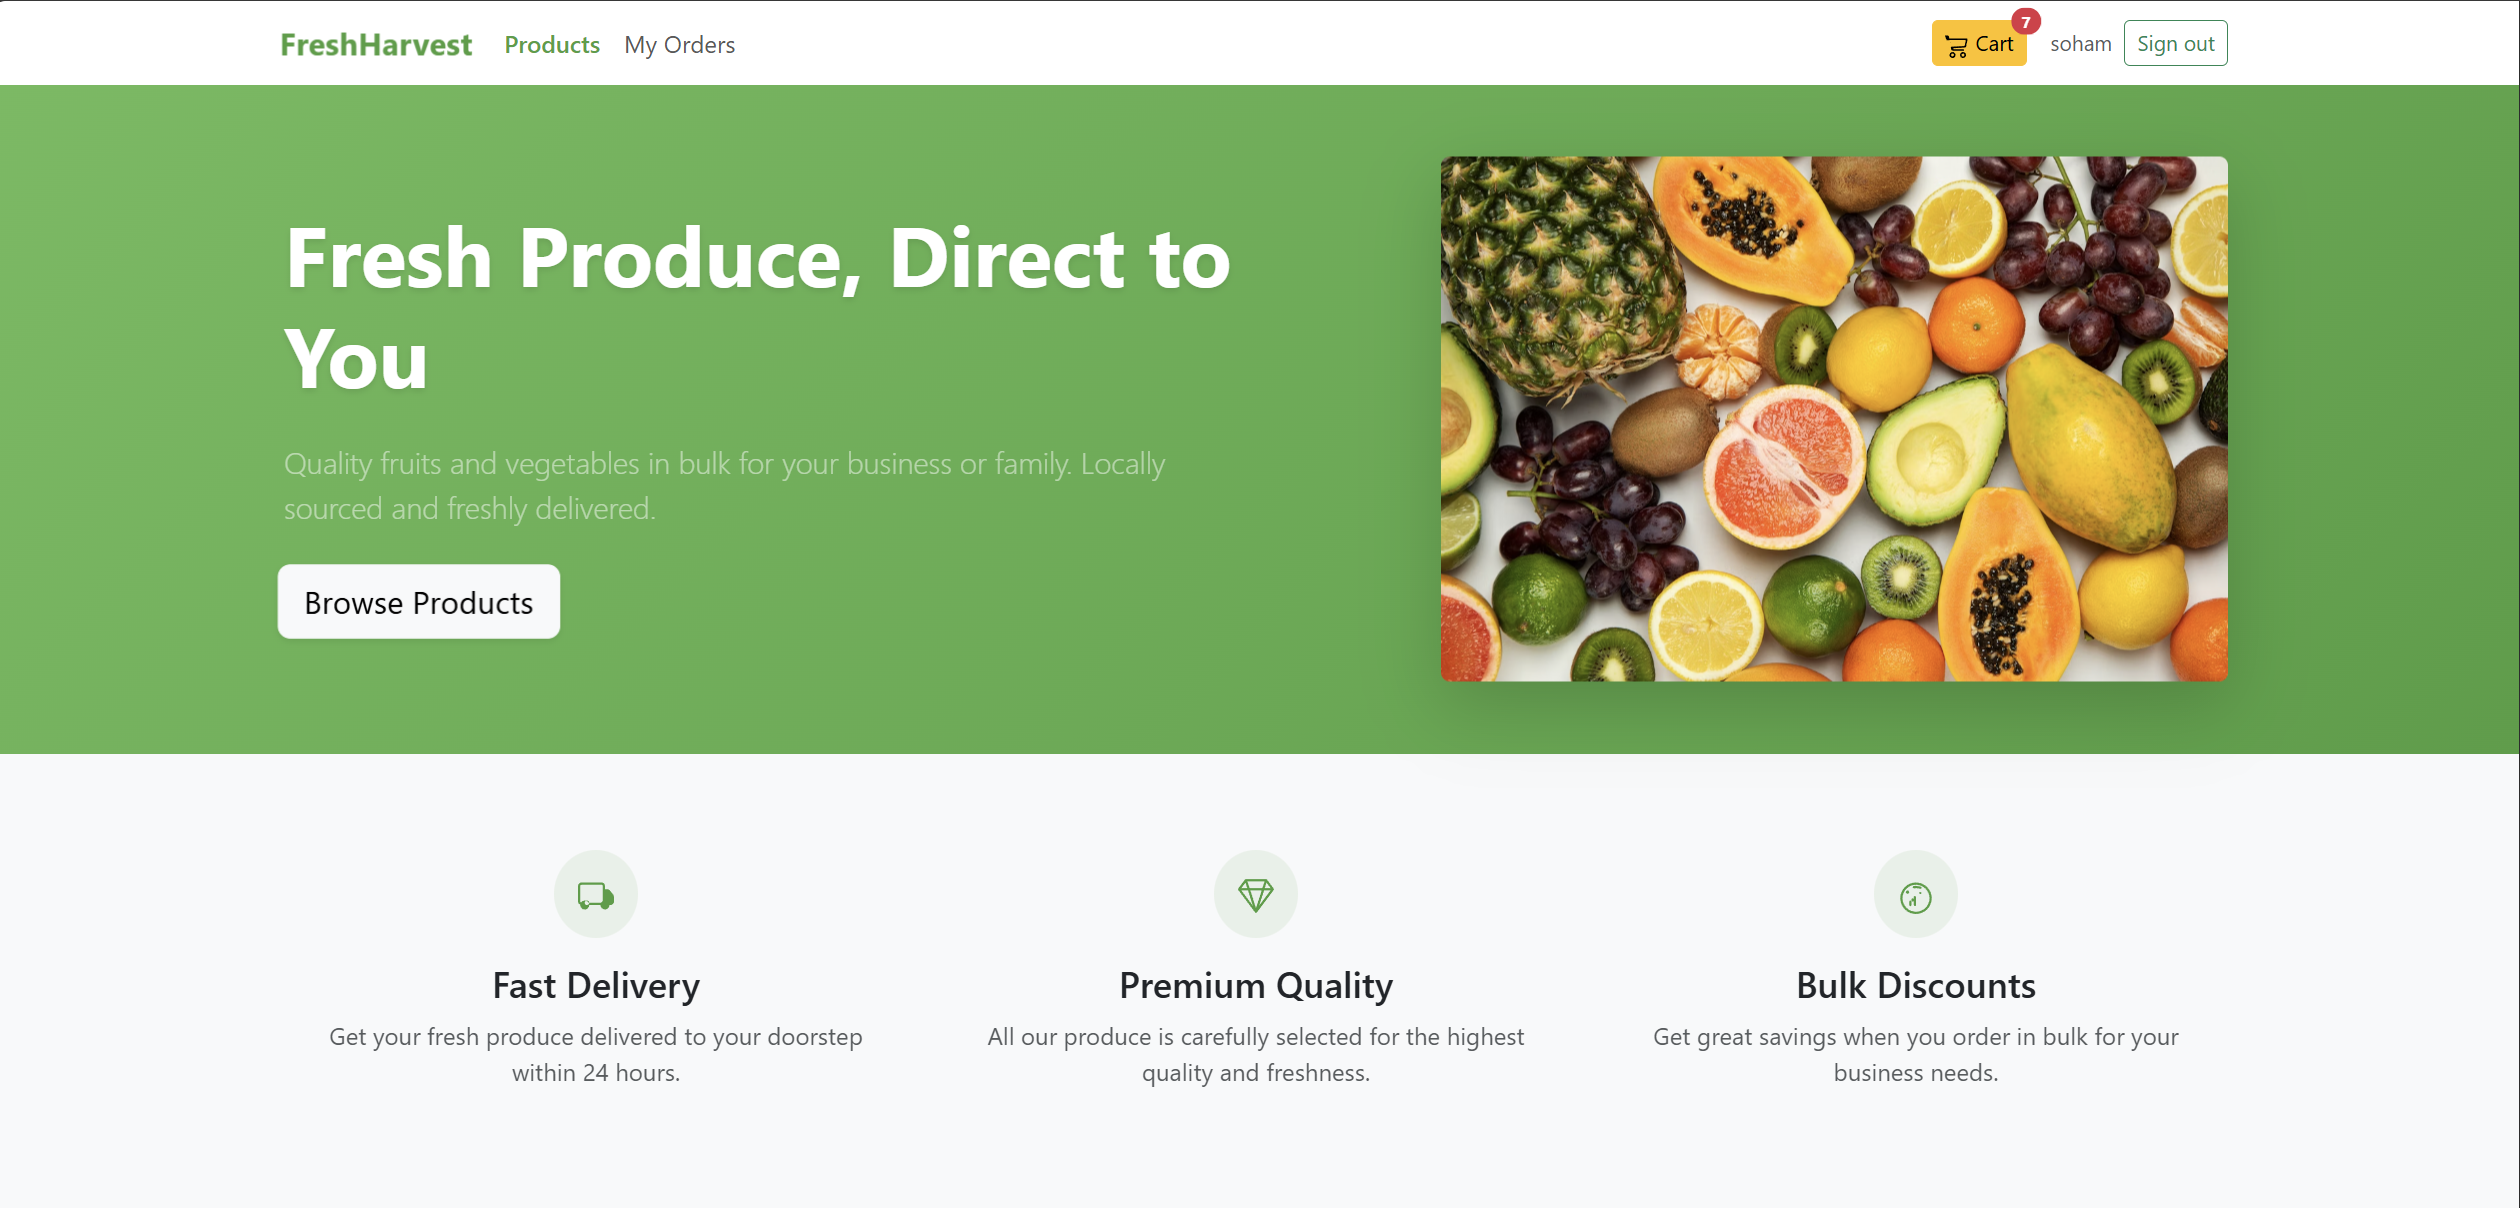 FreshHarvest Products My Orders Cart 7 soham Sign out
Fresh Produce, Direct to
You
Quality fruits and vegetables in bulk for your business or family. Locally
sourced and freshly delivered.
Browse Products
Fast Delivery
Get your fresh produce delivered to your doorstep
within 24 hours.
Premium Quality
All our produce is carefully selected for the highest
quality and freshness.
Bulk Discounts
Get great savings when you order in bulk for your
business needs.